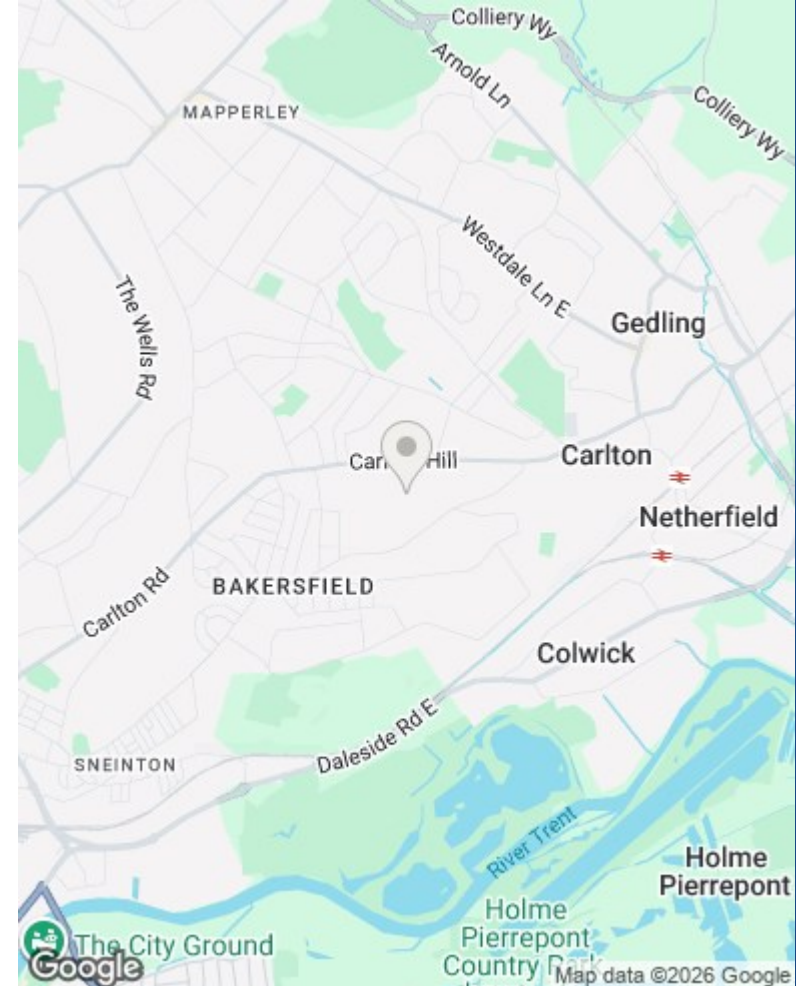 Colliery Wy
Arnold Ln
Colliery Wy
MAPPERLEY
Westdale Ln E
The Wells Rd
Gedling
Carlton
Hill
Netherfield
Carlton Rd
BAKERSFIELD
Colwick
Daleside Rd E
SNEINTON
River Trent
Holme
Pierrepont
Holme
Pierrepont
Country Park
The City Ground
Google
Map data ©2026 Google